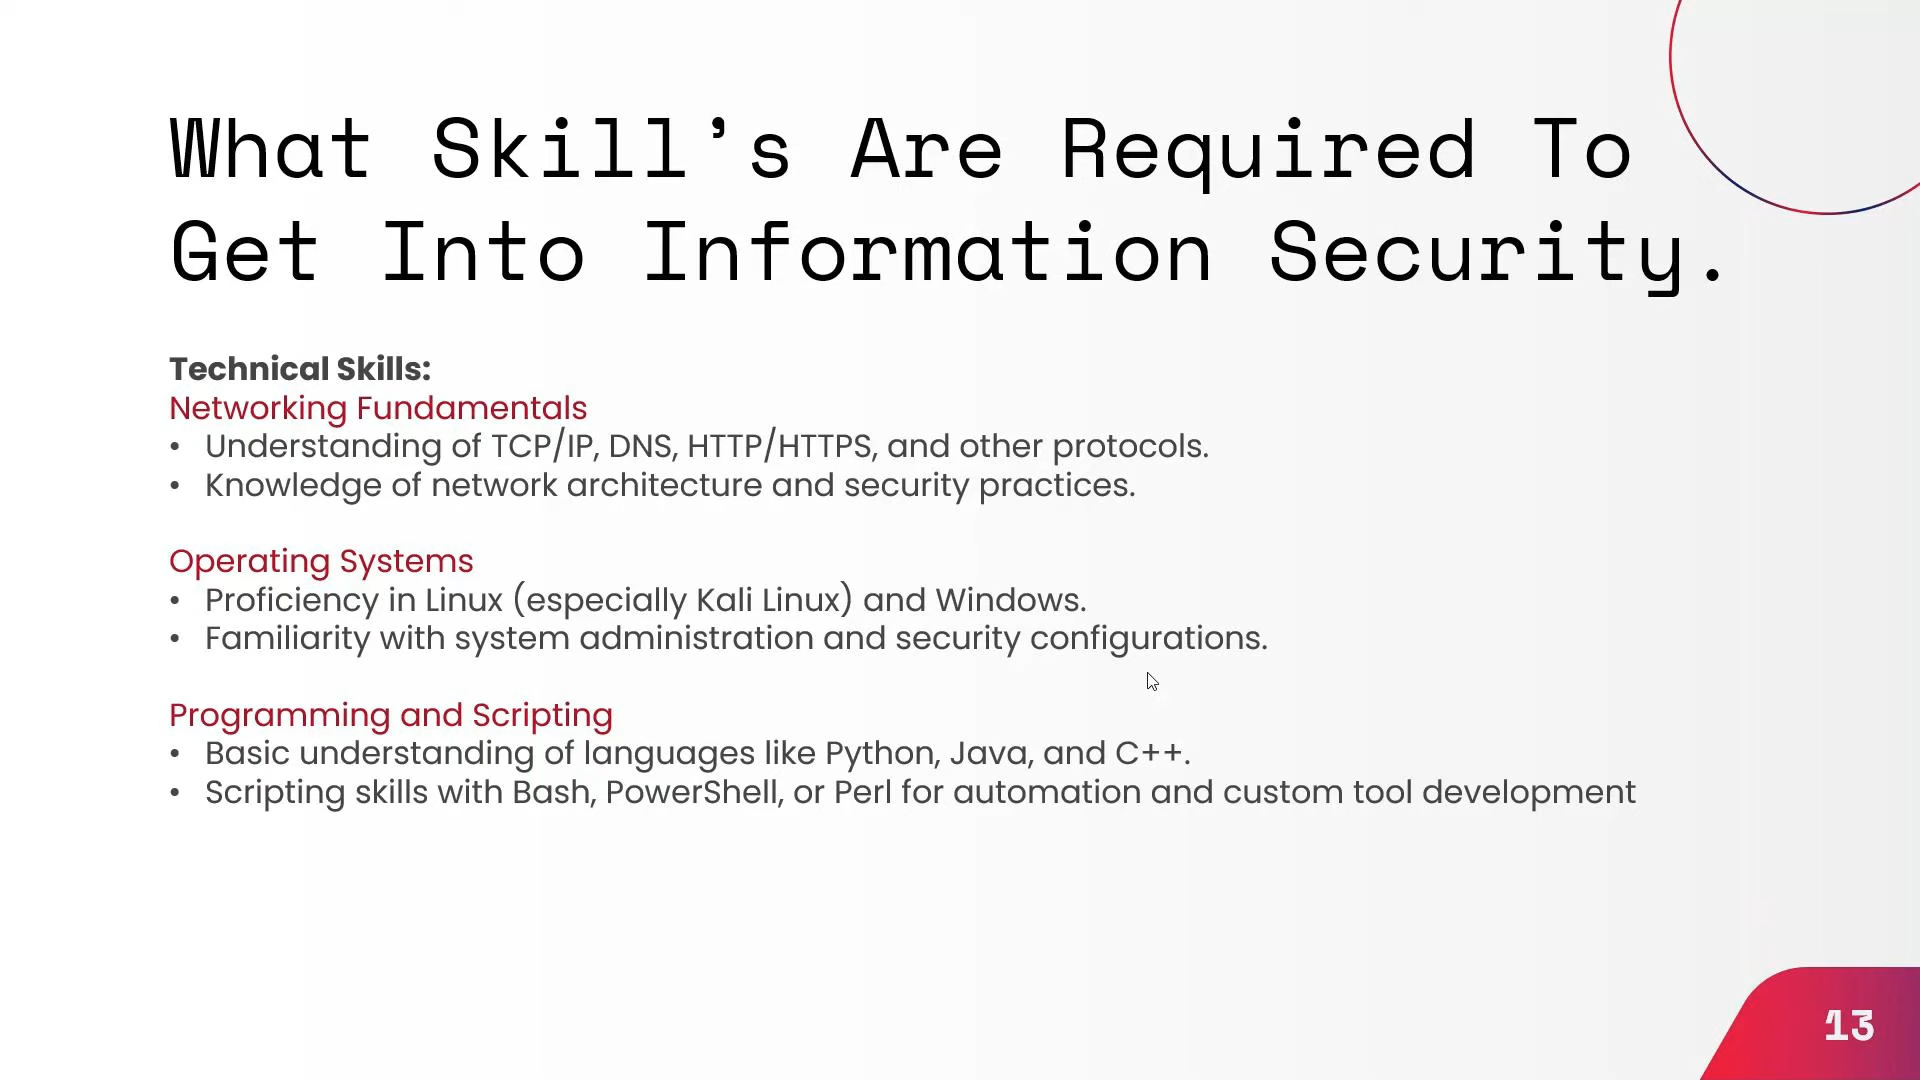 What Skill’s Are Required To
Get Into Information Security.
Technical Skills:
Networking Fundamentals
• Understanding of TCP/IP, DNS, HTTP/HTTPS, and other protocols.
• Knowledge of network architecture and security practices.
Operating Systems
• Proficiency in Linux (especially Kali Linux) and Windows.
• Familiarity with system administration and security configurations.
Programming and Scripting
• Basic understanding of languages like Python, Java, and C++.
• Scripting skills with Bash, PowerShell, or Perl for automation and custom tool development
13